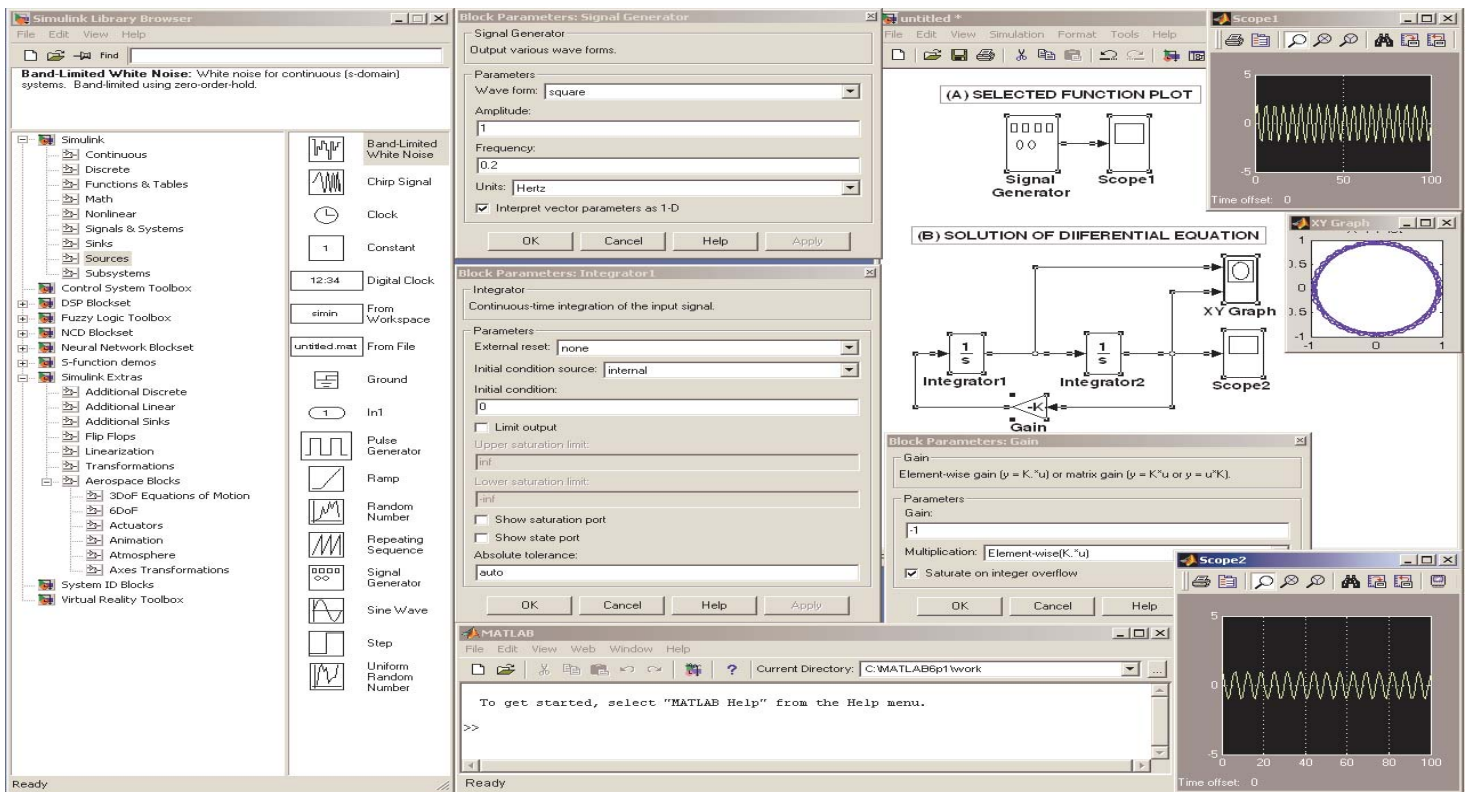 Simulink Library Browser
File Edit View Help
Find
Band-Limited White Noise: White noise for continuous (s-domain)
systems. Band-limited using zero-order-hold.
Simulink
Continuous
Discrete
Functions & Tables
Math
Nonlinear
Signals & Systems
Sinks
Sources
Subsystems
Control System Toolbox
DSP Blockset
Fuzzy Logic Toolbox
NCD Blockset
Neural Network Blockset
S-function demos
Simulink Extras
Additional Discrete
Additional Linear
Additional Sinks
Flip Flops
Linearization
Transformations
Aerospace Blocks
3DoF Equations of Motion
6DoF
Actuators
Animation
Atmosphere
Axes Transformations
System ID Blocks
Virtual Reality Toolbox
Band-Limited
White Noise
Chirp Signal
Clock
1
Constant
12:34
Digital Clock
simin
From
Workspace
untitled.mat
From File
Ground
1
In1
Pulse
Generator
Ramp
Random
Number
Repeating
Sequence
Signal
Generator
Sine Wave
Step
Uniform
Random
Number
Ready
Block Parameters: Signal Generator
Signal Generator
Output various wave forms.
Parameters
Wave form: square
Amplitude:
1
Frequency:
0.2
Units: Hertz
Interpret vector parameters as 1-D
OK Cancel Help Apply
Block Parameters: Integrator1
Integrator
Continuous-time integration of the input signal.
Parameters
External reset: none
Initial condition source: internal
Initial condition:
0
Limit output
Upper saturation limit:
inf
Lower saturation limit:
-inf
Show saturation port
Show state port
Absolute tolerance:
auto
OK Cancel Help Apply
untitled *
File Edit View Simulation Format Tools Help
(A) SELECTED FUNCTION PLOT
Signal
Generator
Scope1
(B) SOLUTION OF DIIFERENTIAL EQUATION
XY Graph
1
s
Integrator1
1
s
Integrator2
Scope2
-K
Gain
Scope1
5
0
-5
0 50 100
Time offset: 0
XY Graph
1
0.5
0
0.5
-1
-1 0 1
Block Parameters: Gain
Gain
Element-wise gain (y = K.*u) or matrix gain (y = K*u or y = u*K).
Parameters
Gain:
-1
Multiplication: Element-wise(K.*u)
Saturate on integer overflow
OK Cancel Help
Scope2
5
0
-5
0 20 40 60 80 100
Time offset: 0
MATLAB
File Edit View Web Window Help
? Current Directory: C:\MATLAB6p1\work ...
To get started, select "MATLAB Help" from the Help menu.
>>
Ready